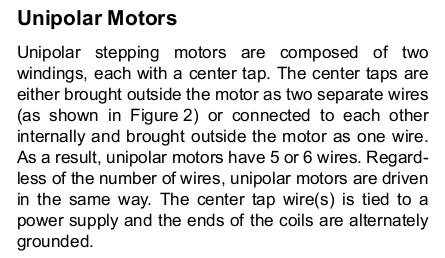 Unipolar Motors
Unipolar stepping motors are composed of two
windings, each with a center tap. The center taps are
either brought outside the motor as two separate wires
(as shown in Figure 2) or connected to each other
internally and brought outside the motor as one wire.
As a result, unipolar motors have 5 or 6 wires. Regard-
less of the number of wires, unipolar motors are driven
in the same way. The center tap wire(s) is tied to a
power supply and the ends of the coils are alternately
grounded.